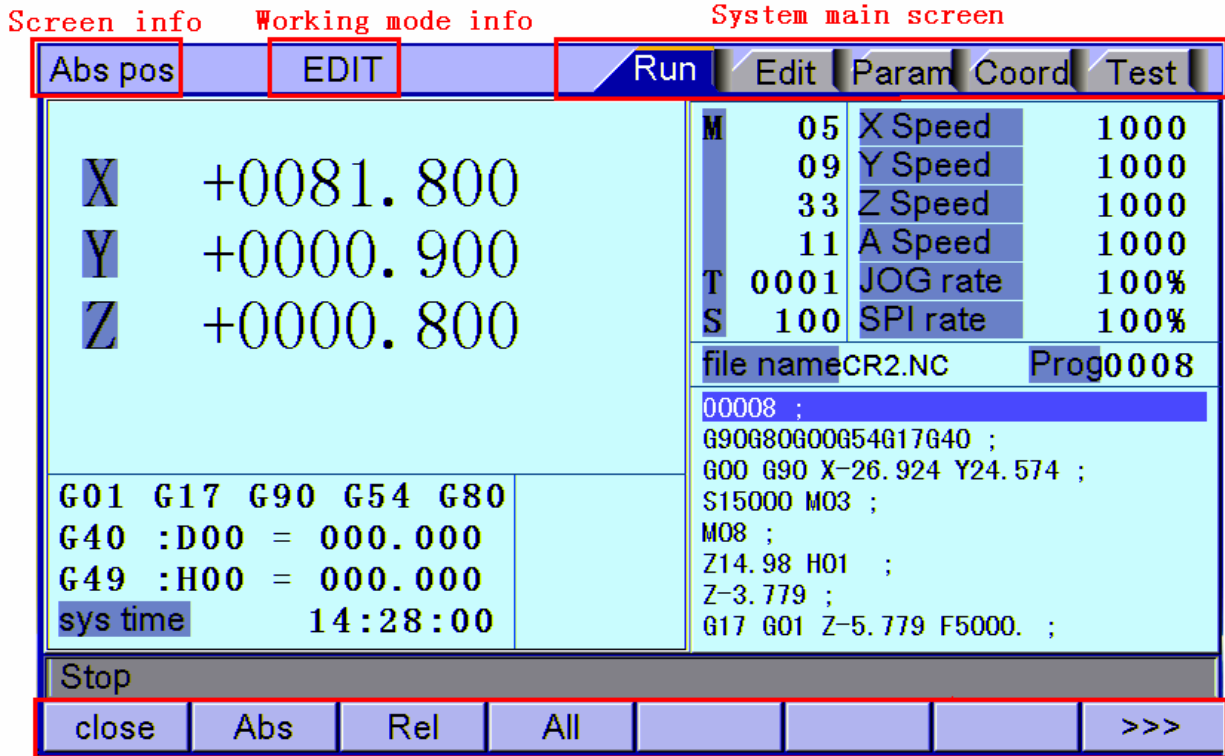 Screen info Working mode info System main screen
Abs pos EDIT Run Edit Param Coord Test
X +0081.800
Y +0000.900
Z +0000.800
G01 G17 G90 G54 G80
G40 :D00 = 000.000
G49 :H00 = 000.000
sys time 14:28:00
M 05 X Speed 1000
09 Y Speed 1000
33 Z Speed 1000
11 A Speed 1000
T 0001 JOG rate 100%
S 100 SPI rate 100%
file name CR2.NC Prog 0008
O0008 ;
G90G80G00G54G17G40 ;
G00 G90 X-26.924 Y24.574 ;
S15000 M03 ;
M08 ;
Z14.98 H01 ;
Z-3.779 ;
G17 G01 Z-5.779 F5000. ;
Stop
close Abs Rel All >>>